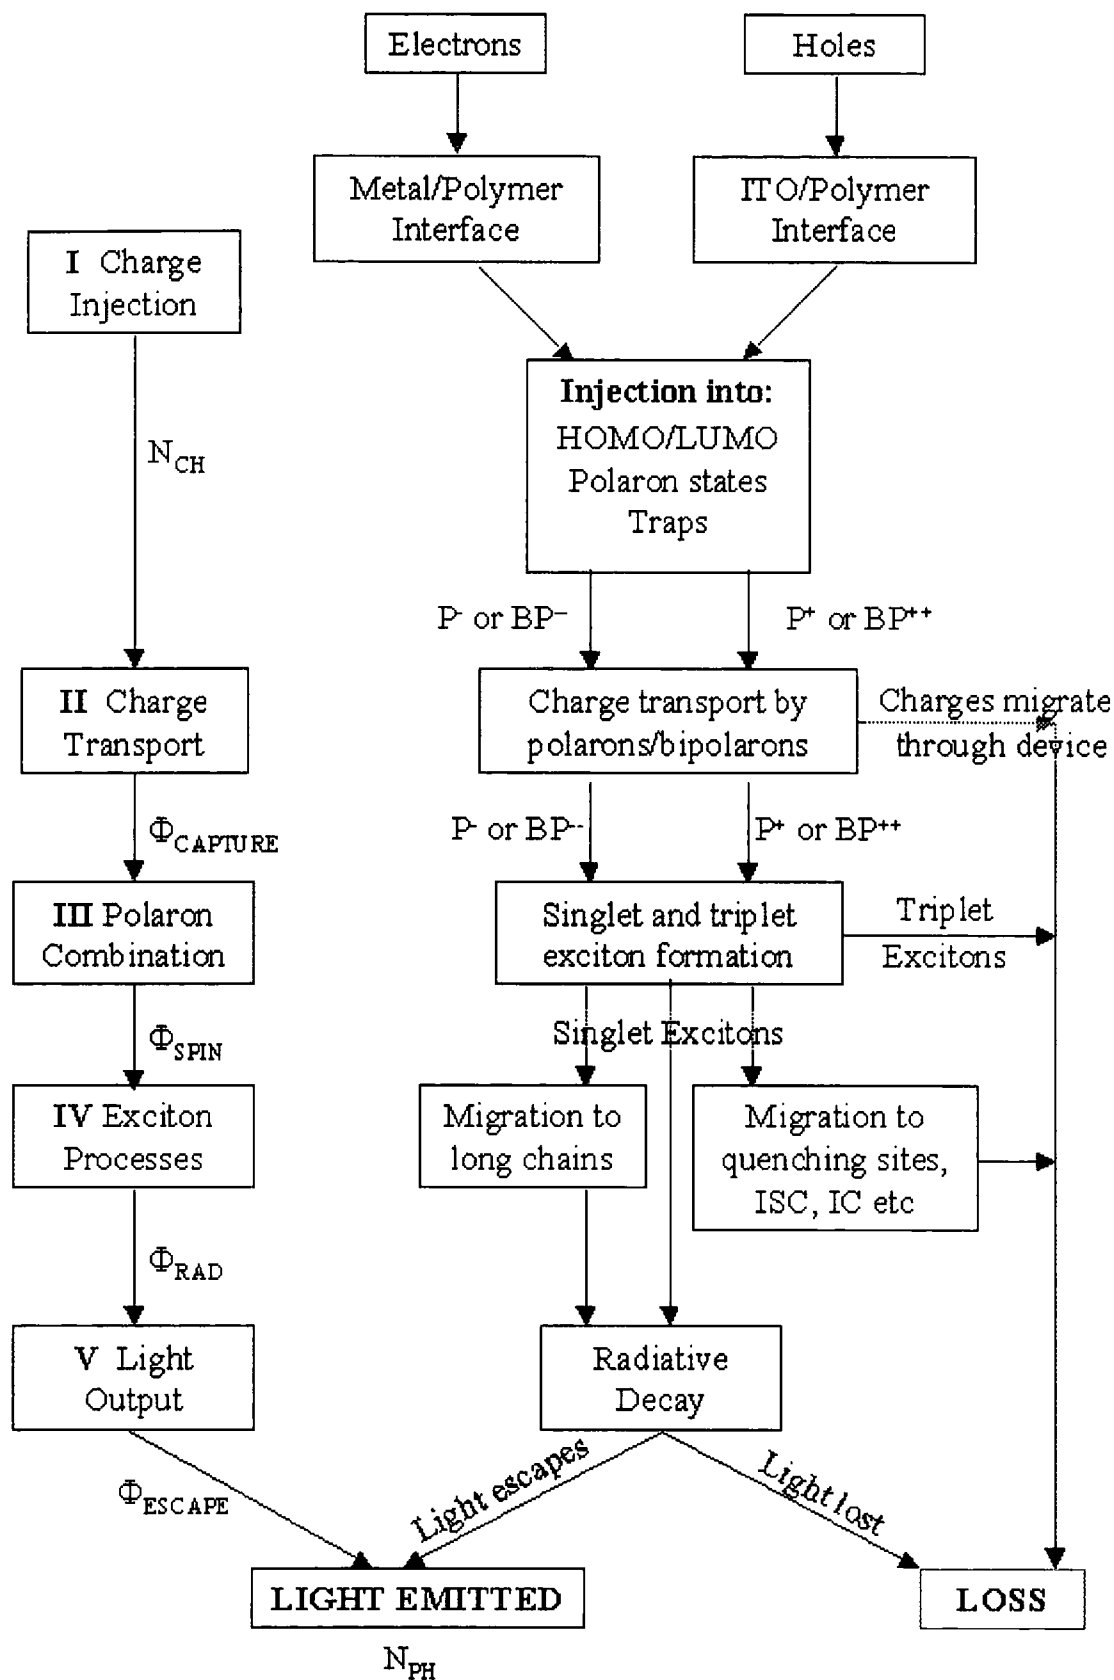 Electrons
Holes
Metal/Polymer
Interface
ITO/Polymer
Interface
I Charge
Injection
Injection into:
HOMO/LUMO
Polaron states
Traps
N_CH
P⁻ or BP⁻⁻
P⁺ or BP⁺⁺
II Charge
Transport
Charge transport by
polarons/bipolarons
Charges migrate
through device
Φ_CAPTURE
P⁻ or BP⁻⁻
P⁺ or BP⁺⁺
III Polaron
Combination
Singlet and triplet
exciton formation
Triplet
Excitons
Φ_SPIN
Singlet Excitons
IV Exciton
Processes
Migration to
long chains
Migration to
quenching sites,
ISC, IC etc
Φ_RAD
V Light
Output
Radiative
Decay
Φ_ESCAPE
Light escapes
Light lost
LIGHT EMITTED
LOSS
N_PH